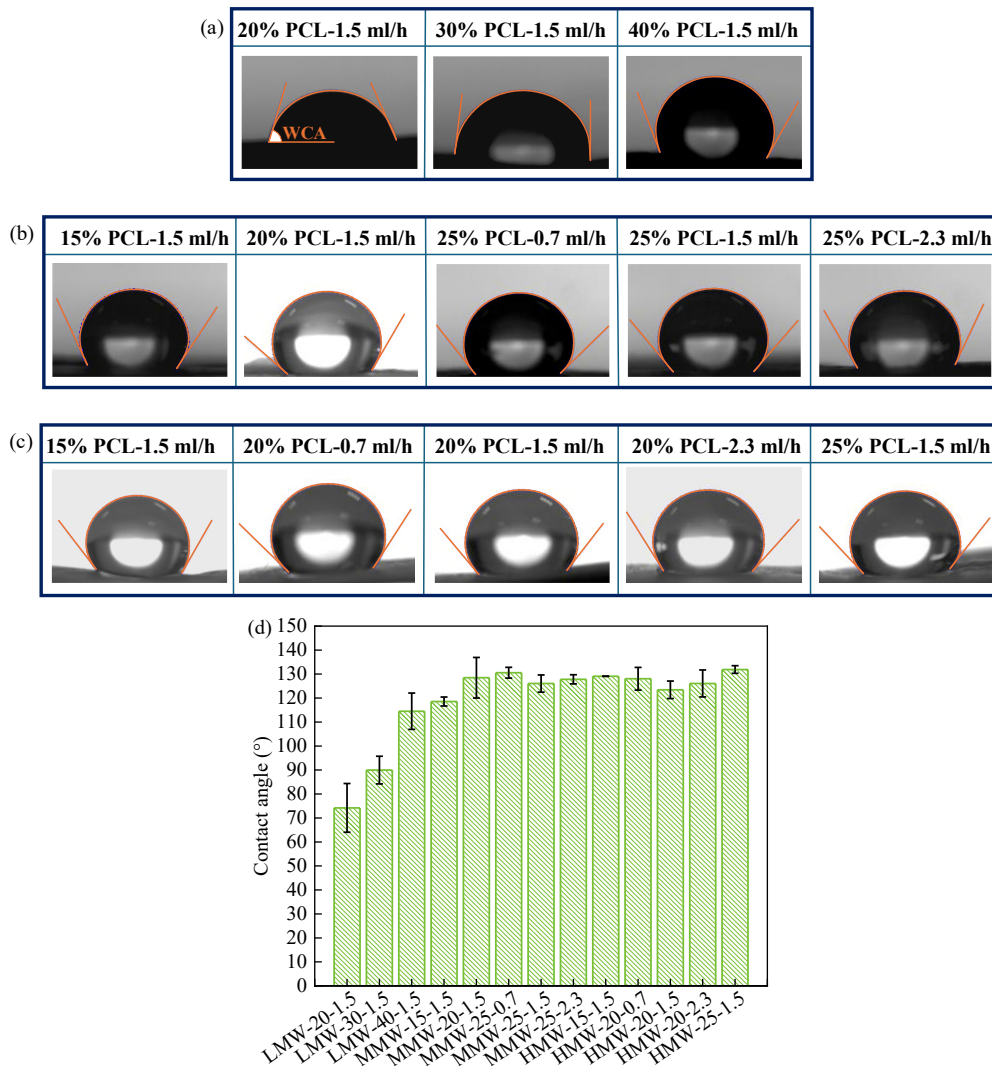 (a)
20% PCL-1.5 ml/h 30% PCL-1.5 ml/h 40% PCL-1.5 ml/h
WCA
(b)
15% PCL-1.5 ml/h 20% PCL-1.5 ml/h 25% PCL-0.7 ml/h 25% PCL-1.5 ml/h 25% PCL-2.3 ml/h
(c)
15% PCL-1.5 ml/h 20% PCL-0.7 ml/h 20% PCL-1.5 ml/h 20% PCL-2.3 ml/h 25% PCL-1.5 ml/h
(d)
150
140
130
120
110
100
90
80
70
60
50
40
30
20
10
0
Contact angle (°)
LMW-20-1.5
LMW-30-1.5
LMW-40-1.5
MMW-15-1.5
MMW-20-1.5
MMW-25-0.7
MMW-25-1.5
MMW-25-2.3
HMW-15-1.5
HMW-20-0.7
HMW-20-1.5
HMW-20-2.3
HMW-25-1.5